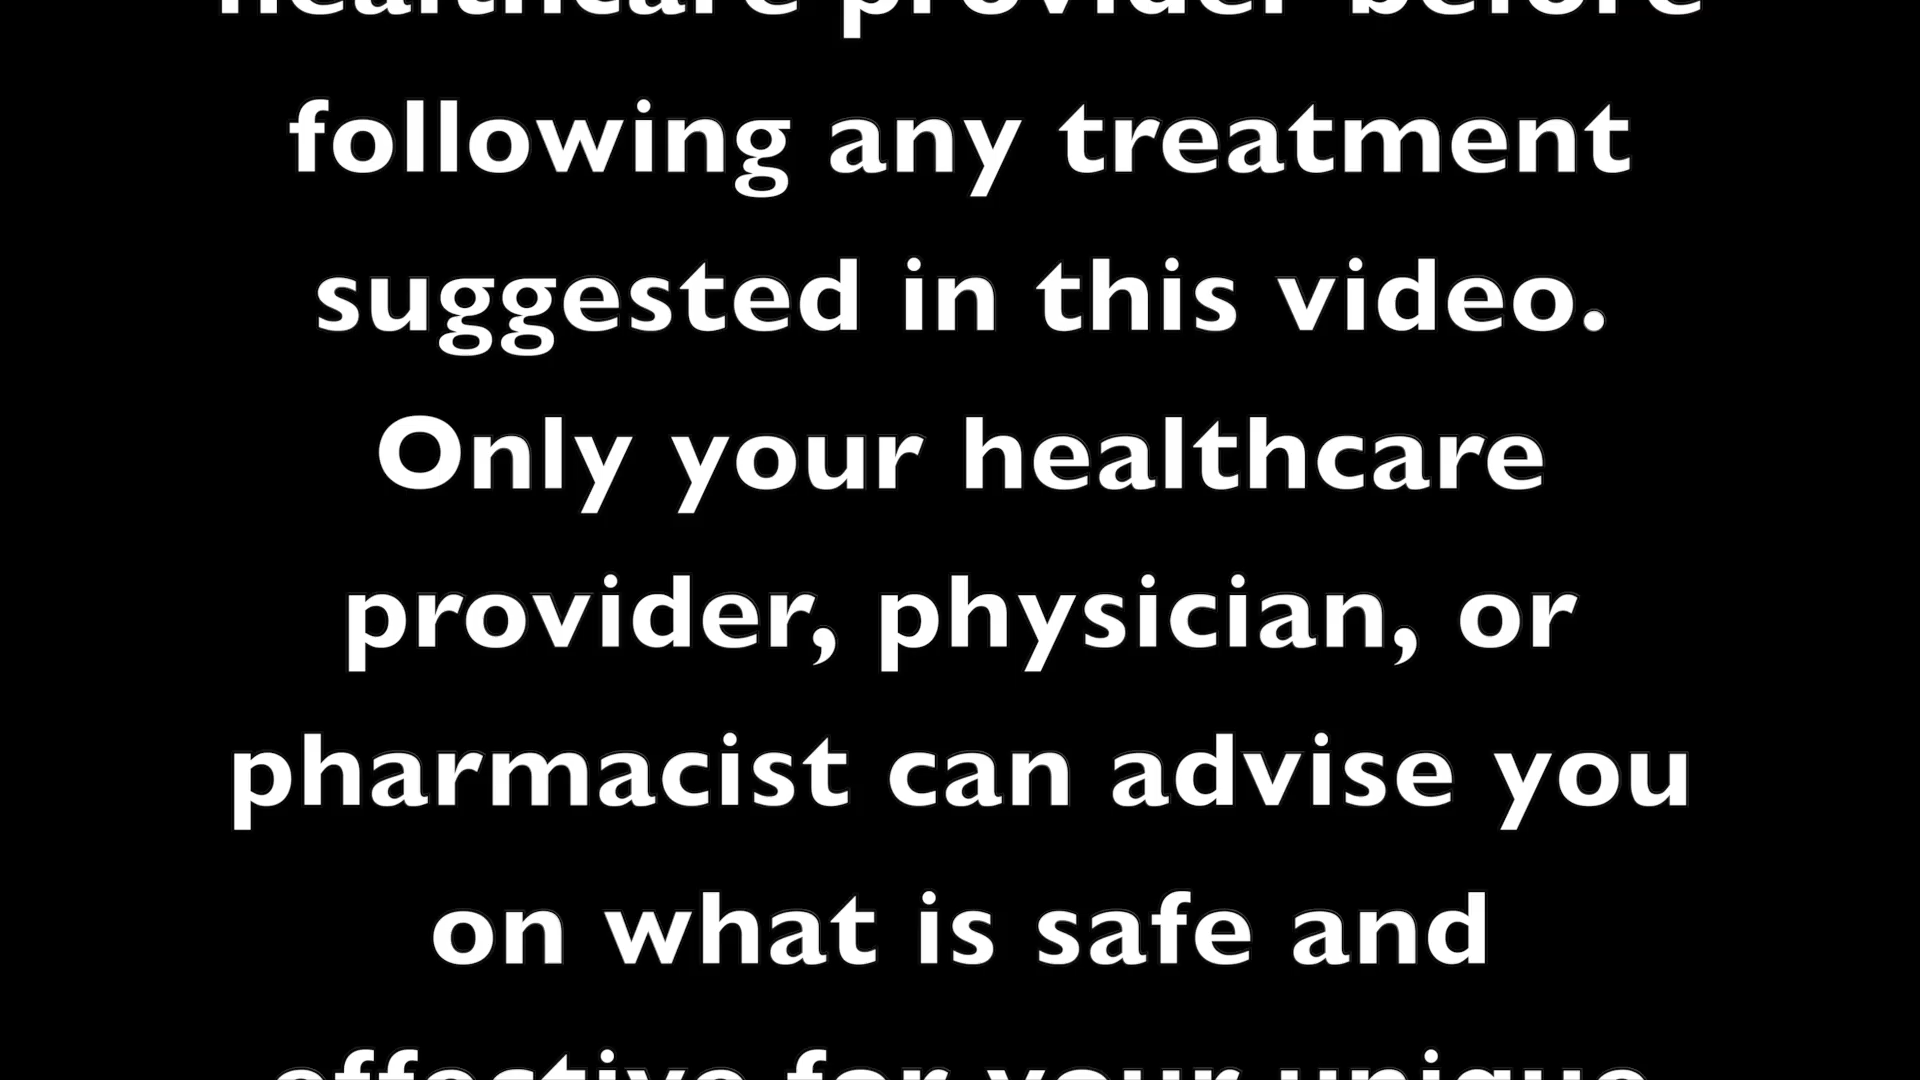 healthcare provider before
following any treatment
suggested in this video.
Only your healthcare
provider, physician, or
pharmacist can advise you
on what is safe and
effective for your unique